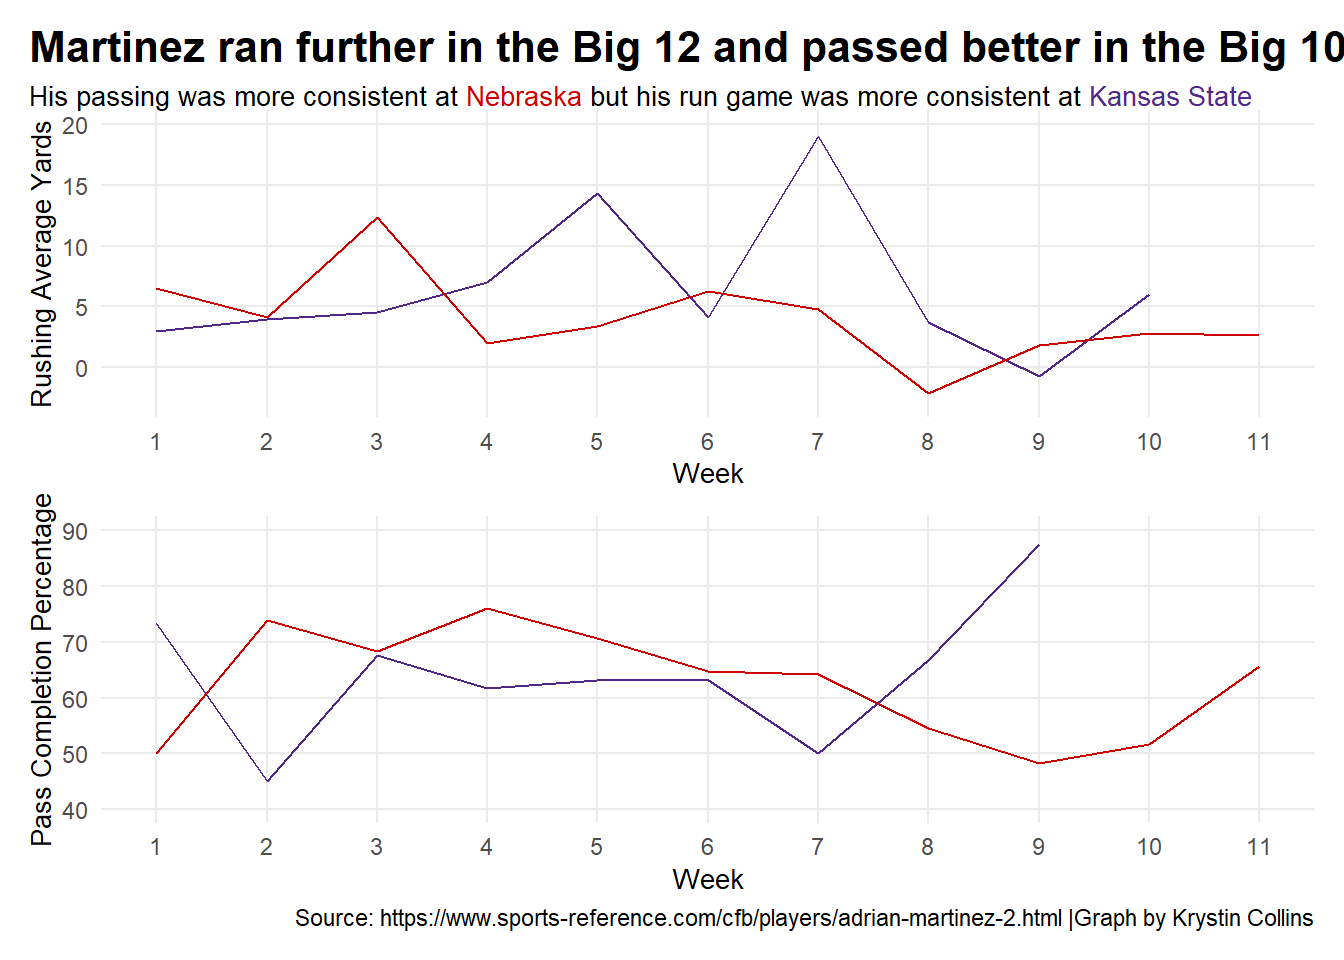 Martinez ran further in the Big 12 and passed better in the Big 10
His passing was more consistent at Nebraska but his run game was more consistent at Kansas State
Rushing Average Yards
20
15
10
5
0
1 2 3 4 5 6 7 8 9 10 11
Week
Pass Completion Percentage
90
80
70
60
50
40
1 2 3 4 5 6 7 8 9 10 11
Week
Source: https://www.sports-reference.com/cfb/players/adrian-martinez-2.html |Graph by Krystin Collins